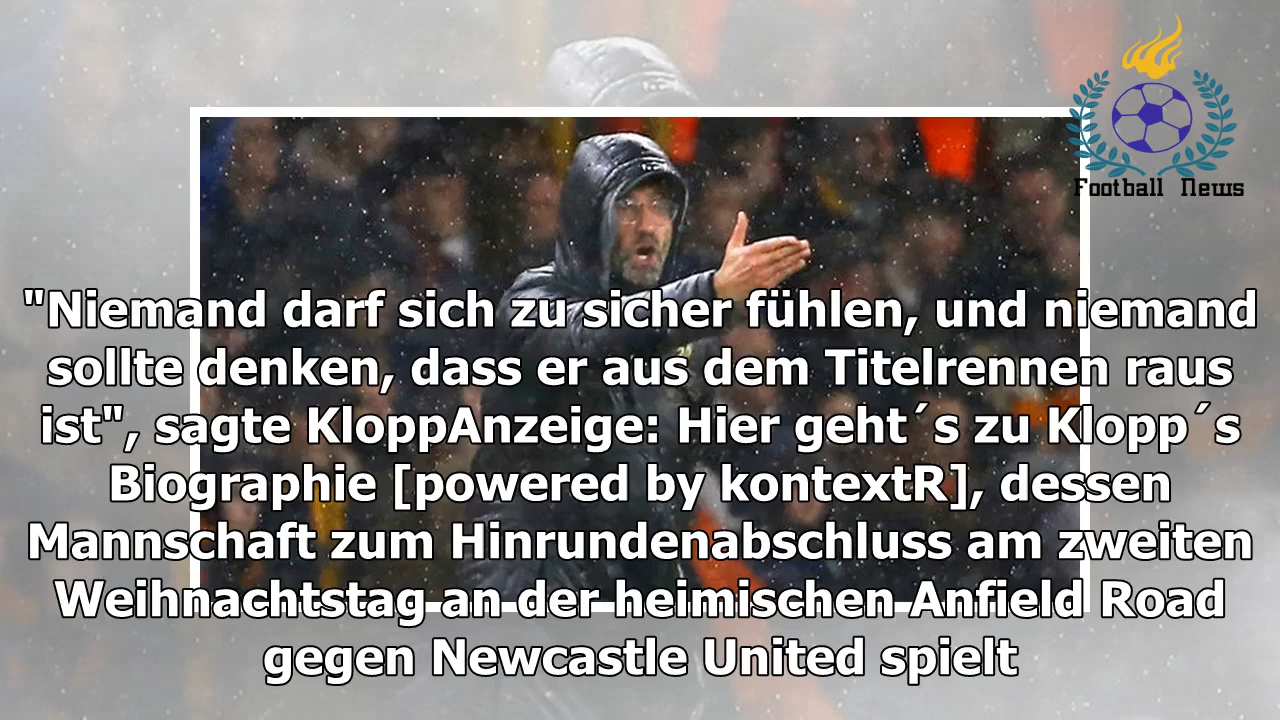 Football News
"Niemand darf sich zu sicher fühlen, und niemand
sollte denken, dass er aus dem Titelrennen raus
ist", sagte KloppAnzeige: Hier geht´s zu Klopp´s
Biographie [powered by kontextR], dessen
Mannschaft zum Hinrundenabschluss am zweiten
Weihnachtstag an der heimischen Anfield Road
gegen Newcastle United spielt